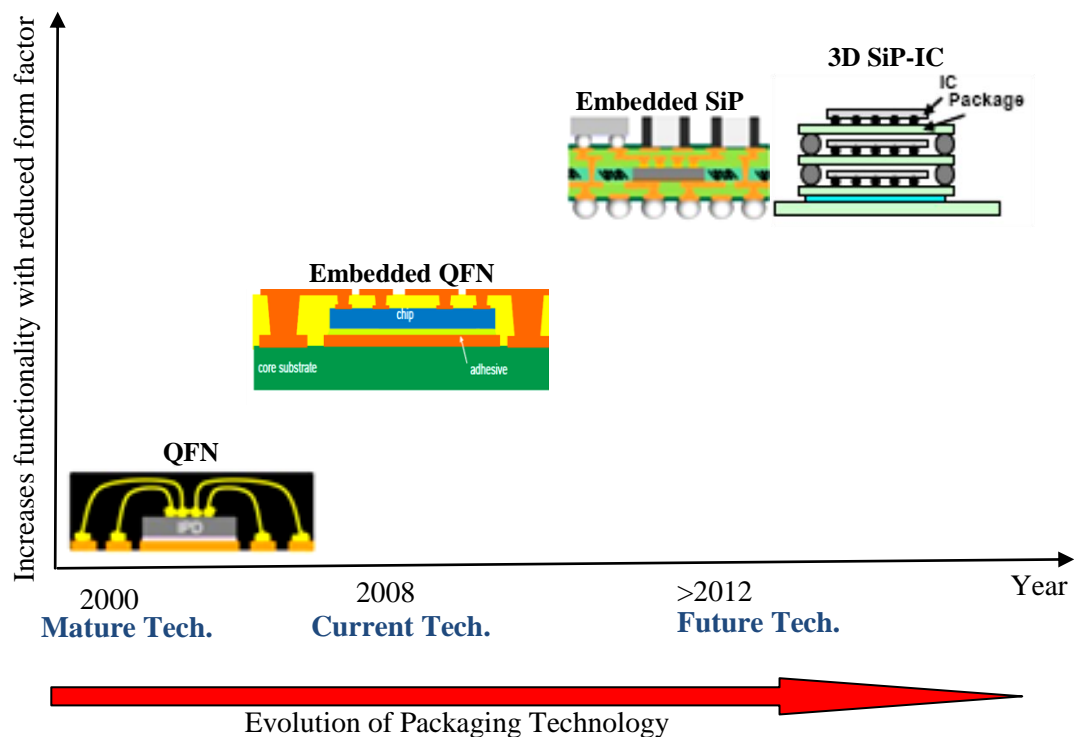 3D SiP-IC
IC
Package
Embedded SiP
Embedded QFN
chip
core substrate
adhesive
QFN
IPD
Increases functionality with reduced form factor
2000
2008
>2012
Year
Mature Tech.
Current Tech.
Future Tech.
Evolution of Packaging Technology